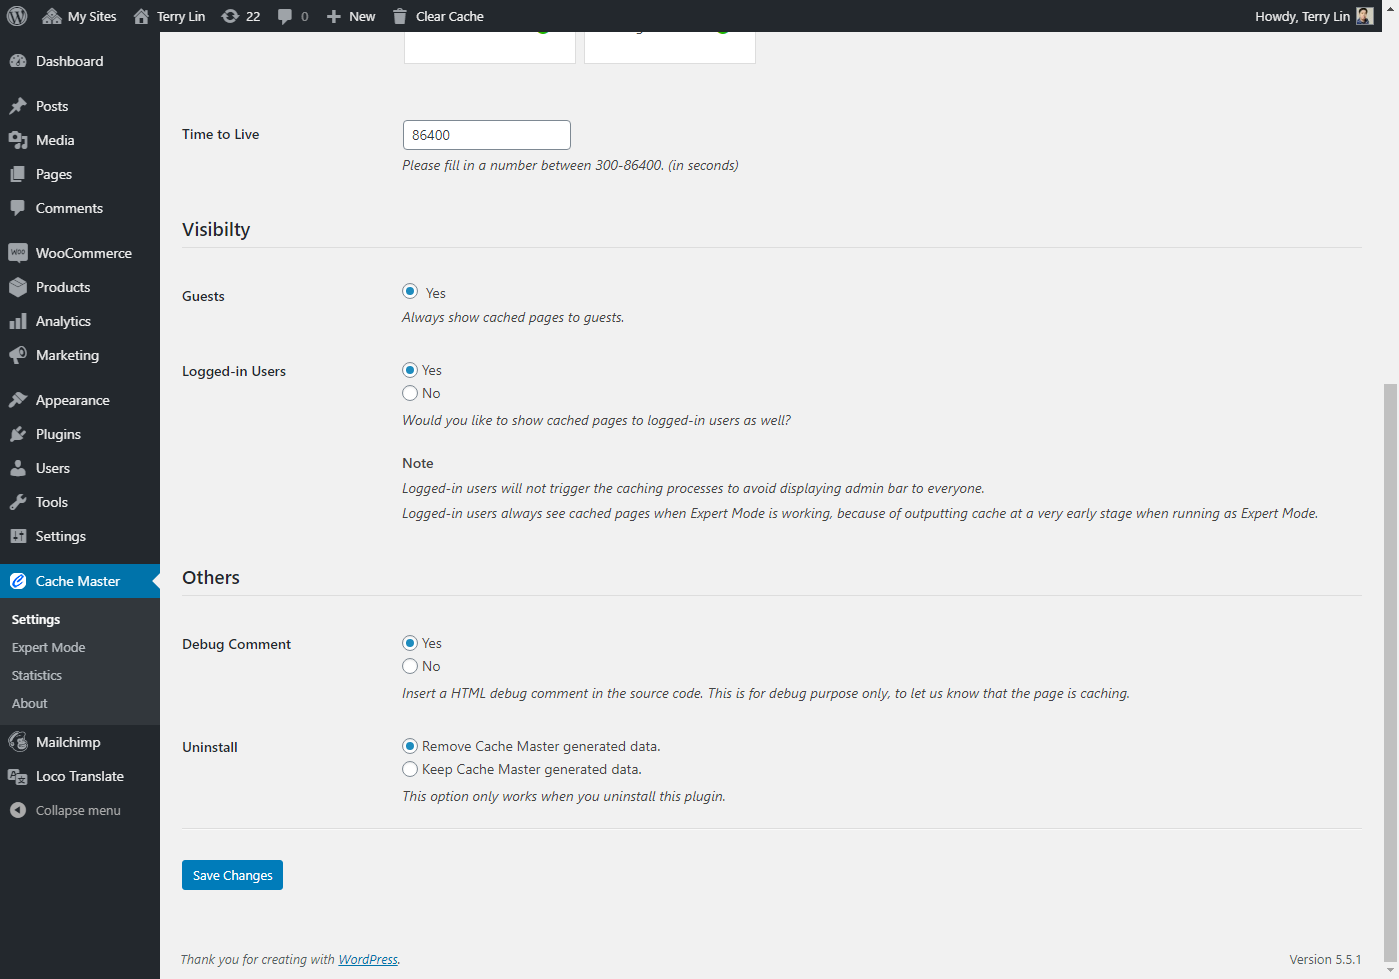 My Sites
Terry Lin
22
0
New
Clear Cache
Howdy, Terry Lin
Dashboard
Posts
Media
Pages
Comments
WooCommerce
Products
Analytics
Marketing
Appearance
Plugins
Users
Tools
Settings
Cache Master
Settings
Expert Mode
Statistics
About
Mailchimp
Loco Translate
Collapse menu
Time to Live
86400
Please fill in a number between 300-86400. (in seconds)
Visibilty
Guests
Yes
Always show cached pages to guests.
Logged-in Users
Yes
No
Would you like to show cached pages to logged-in users as well?
Note
Logged-in users will not trigger the caching processes to avoid displaying admin bar to everyone.
Logged-in users always see cached pages when Expert Mode is working, because of outputting cache at a very early stage when running as Expert Mode.
Others
Debug Comment
Yes
No
Insert a HTML debug comment in the source code. This is for debug purpose only, to let us know that the page is caching.
Uninstall
Remove Cache Master generated data.
Keep Cache Master generated data.
This option only works when you uninstall this plugin.
Save Changes
Thank you for creating with WordPress.
Version 5.5.1